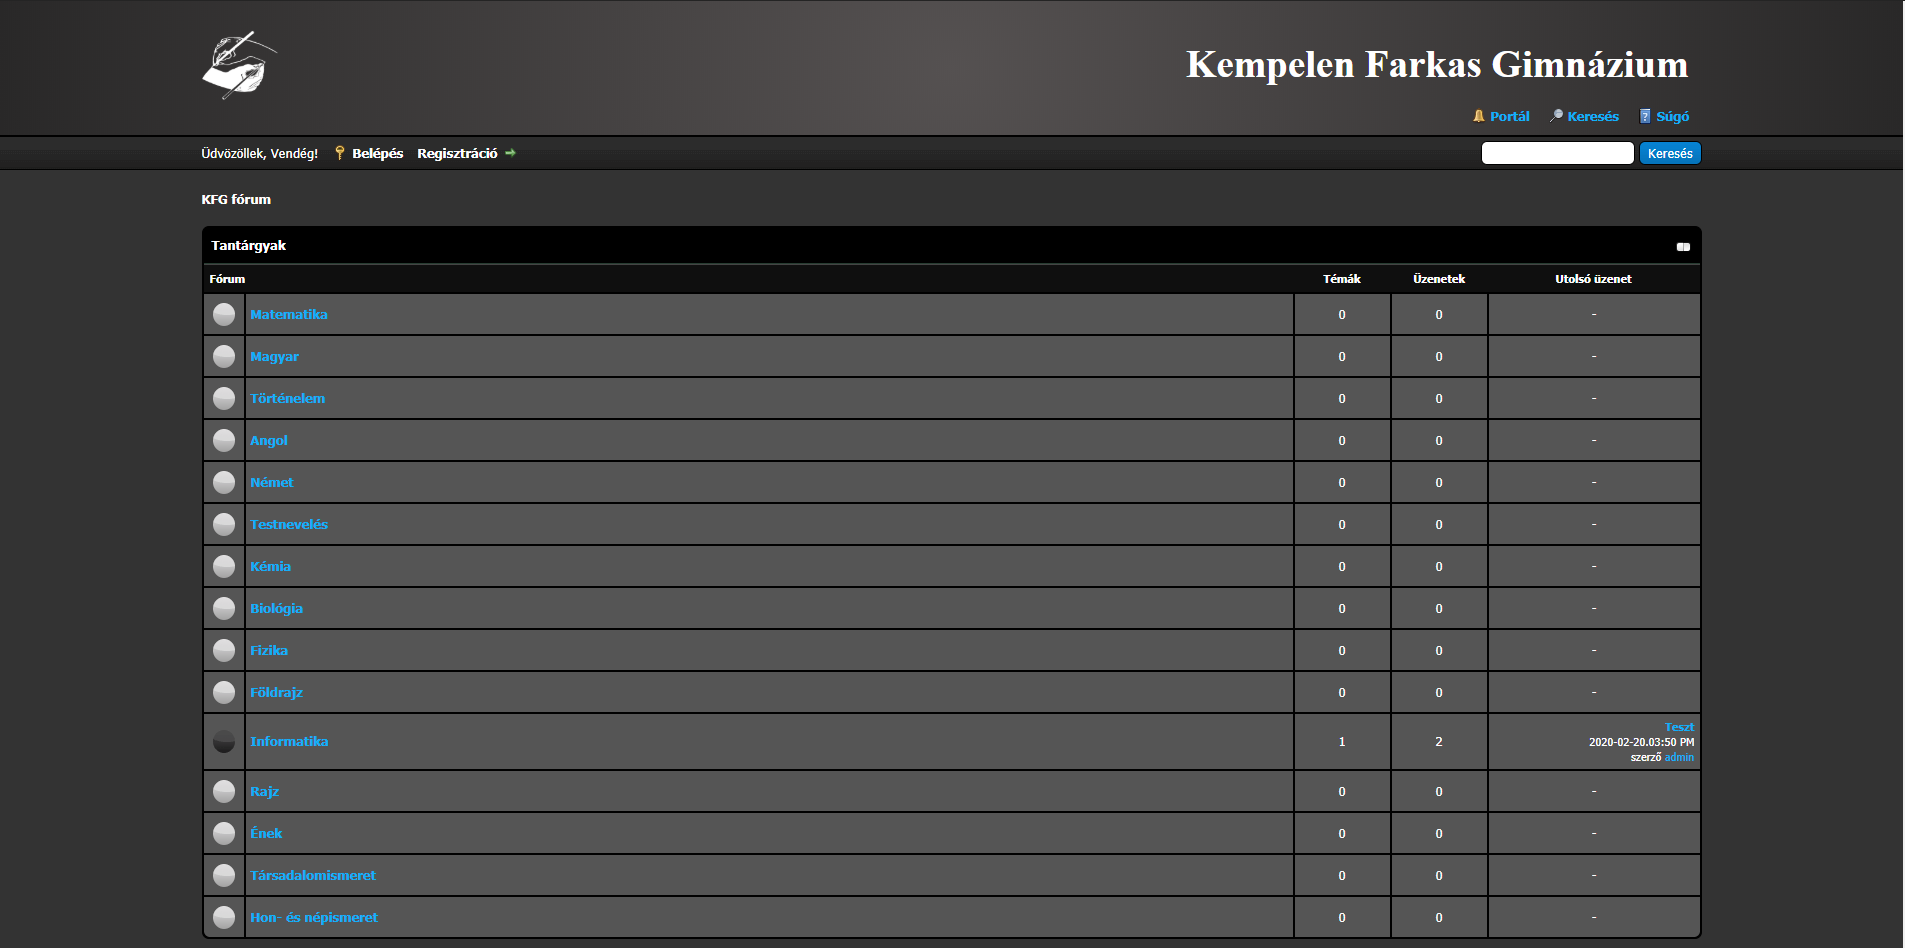 Kempelen Farkas Gimnázium
Portál Keresés Súgó
Üdvözöllek, Vendég! Belépés Regisztráció Keresés
KFG fórum
Tantárgyak
Fórum Témák Üzenetek Utolsó üzenet
Matematika 0 0 -
Magyar 0 0 -
Történelem 0 0 -
Angol 0 0 -
Német 0 0 -
Testnevelés 0 0 -
Kémia 0 0 -
Biológia 0 0 -
Fizika 0 0 -
Földrajz 0 0 -
Teszt
Informatika 1 2 2020-02-20.03:50 PM
szerző admin
Rajz 0 0 -
Ének 0 0 -
Társadalomismeret 0 0 -
Hon- és népismeret 0 0 -